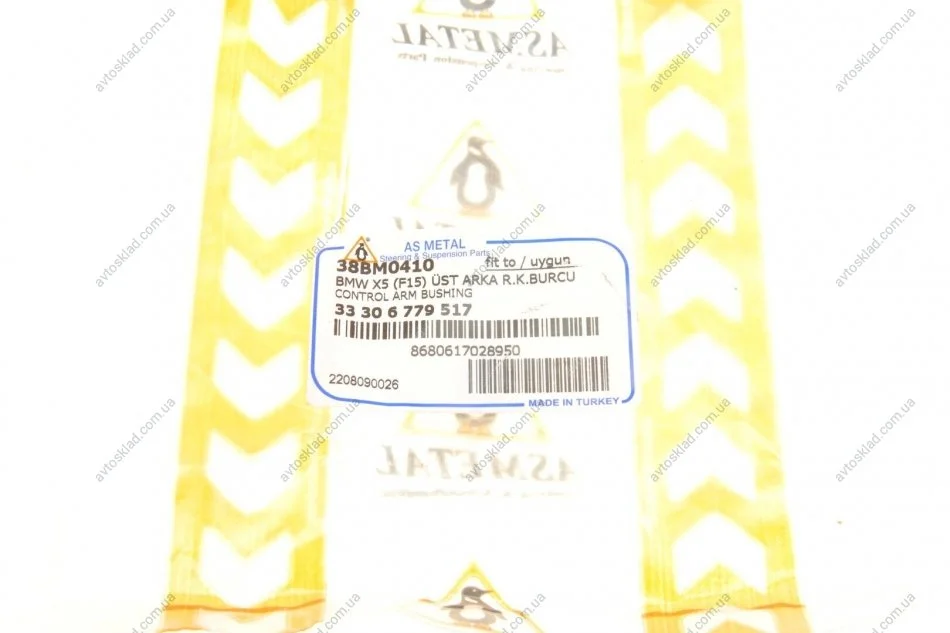 ASMETAL
AS METAL
Steering & Suspension Parts
38BM0410
fit to / uygun
BMW X5 (F15) ÜST ARKA R.K.BURCU
CONTROL ARM BUSHING
33 30 6 779 517
8680617028950
2208090026
MADE IN TURKEY
ASMETAL
avtosklad.com.ua